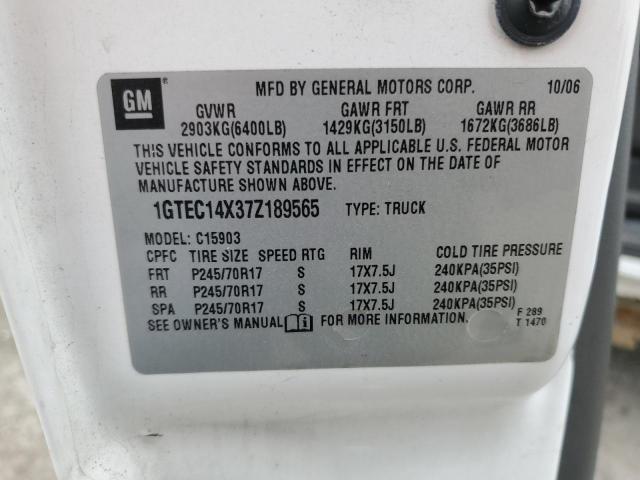 GM
MFD BY GENERAL MOTORS CORP. 10/06
GVWR GAWR FRT GAWR RR
2903KG(6400LB) 1429KG(3150LB) 1672KG(3686LB)
THIS VEHICLE CONFORMS TO ALL APPLICABLE U.S. FEDERAL MOTOR
VEHICLE SAFETY STANDARDS IN EFFECT ON THE DATE OF
MANUFACTURE SHOWN ABOVE.
1GTEC14X37Z189565 TYPE: TRUCK
MODEL: C15903
CPFC TIRE SIZE SPEED RTG RIM COLD TIRE PRESSURE
FRT P245/70R17 S 17X7.5J 240KPA(35PSI)
RR P245/70R17 S 17X7.5J 240KPA(35PSI)
SPA P245/70R17 S 17X7.5J 240KPA(35PSI)
SEE OWNER'S MANUAL FOR MORE INFORMATION. F 289
T 1470